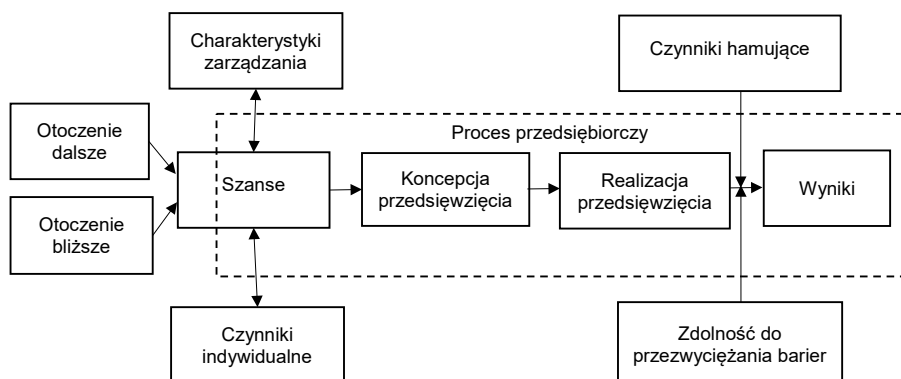 Charakterystyki
zarządzania
Czynniki hamujące
Otoczenie
dalsze
Proces przedsiębiorczy
Szanse
Koncepcja
przedsięwzięcia
Realizacja
przedsięwzięcia
Wyniki
Otoczenie
bliższe
Czynniki
indywidualne
Zdolność do
przezwyciężania barier